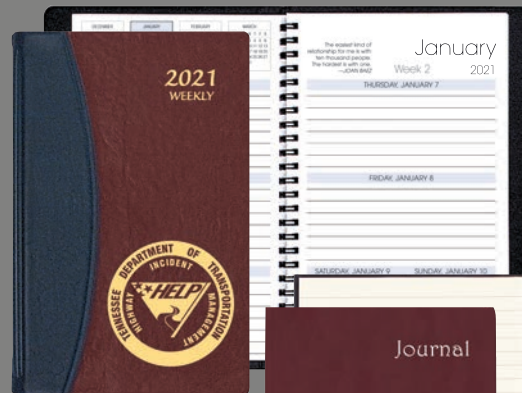 2021
WEEKLY
TENNESSEE DEPARTMENT OF TRANSPORTATION
HIGHWAY INCIDENT MANAGEMENT
HELP
DECEMBER JANUARY FEBRUARY MARCH
The easiest kind of
relationship for me is with
ten thousand people.
The hardest is with one.
—JOAN BAEZ
January
Week 2 2021
THURSDAY, JANUARY 7
FRIDAY, JANUARY 8
SATURDAY, JANUARY 9 SUNDAY, JANUARY 10
Journal